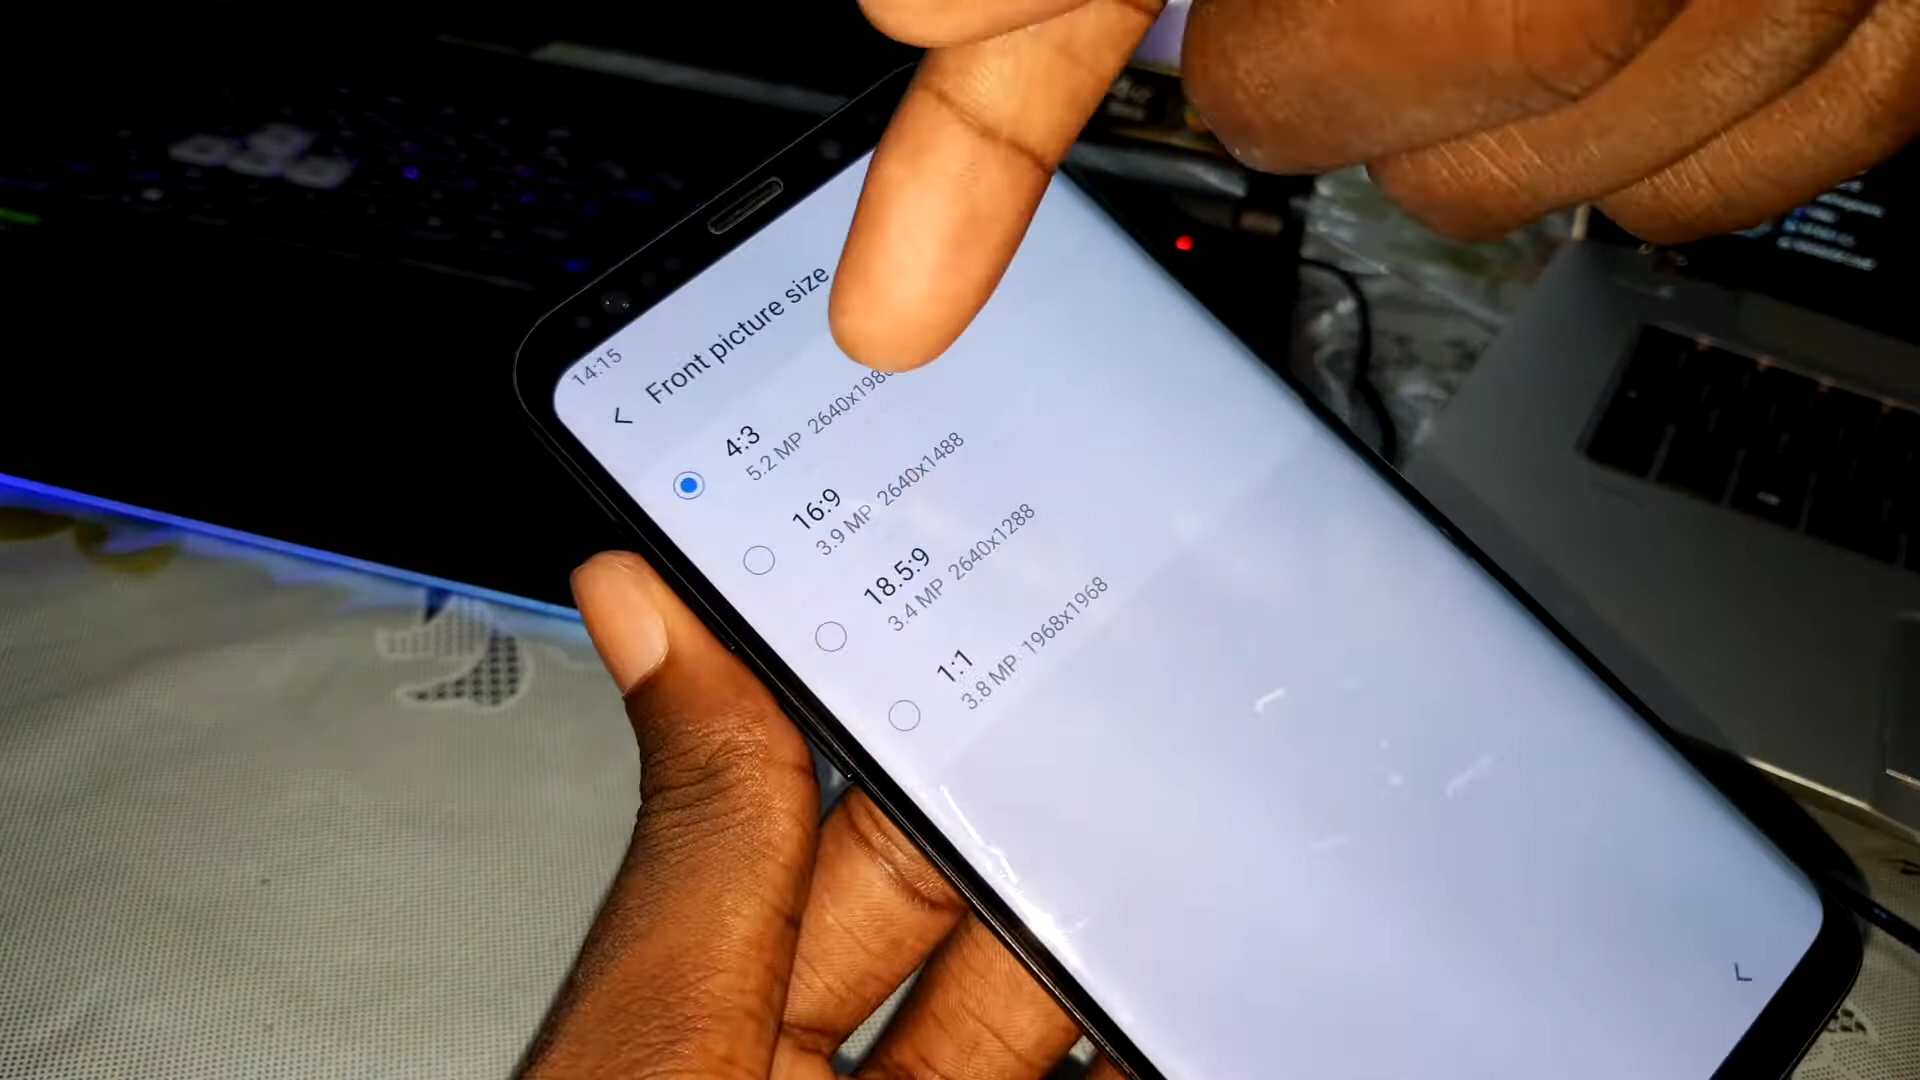 14:15
Front picture size
4:3
5.2 MP 2640x1980
16:9
3.9 MP 2640x1488
18.5:9
3.4 MP 2640x1288
1:1
3.8 MP 1968x1968